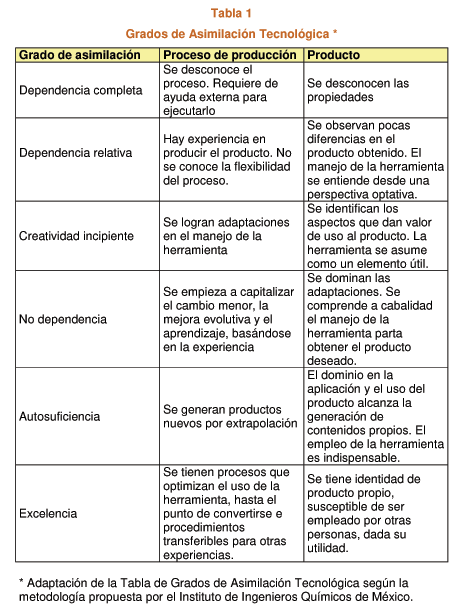 Tabla 1
Grados de Asimilación Tecnológica *
Grado de asimilación
Proceso de producción
Producto
Dependencia completa
Se desconoce el
proceso. Requiere de
ayuda externa para
ejecutarlo
Se desconocen las
propiedades
Dependencia relativa
Hay experiencia en
producir el producto. No
se conoce la flexibilidad
del proceso.
Se observan pocas
diferencias en el
producto obtenido. El
manejo de la herramienta
se entiende desde una
perspectiva optativa.
Creatividad incipiente
Se logran adaptaciones
en el manejo de la
herramienta
Se identifican los
aspectos que dan valor
de uso al producto. La
herramienta se asume
como un elemento útil.
No dependencia
Se empieza a capitalizar
el cambio menor, la
mejora evolutiva y el
aprendizaje, basándose
en la experiencia
Se dominan las
adaptaciones. Se
comprende a cabalidad
el manejo de la
herramienta parta
obtener el producto
deseado.
Autosuficiencia
Se generan productos
nuevos por extrapolación
El dominio en la
aplicación y el uso del
producto alcanza la
generación de
contenidos propios. El
empleo de la herramienta
es indispensable.
Excelencia
Se tienen procesos que
optimizan el uso de la
herramienta, hasta el
punto de convertirse e
procedimientos
transferibles para otras
experiencias.
Se tiene identidad de
producto propio,
susceptible de ser
empleado por otras
personas, dada su
utilidad.
* Adaptación de la Tabla de Grados de Asimilación Tecnológica según la
metodología propuesta por el Instituto de Ingenieros Químicos de México.